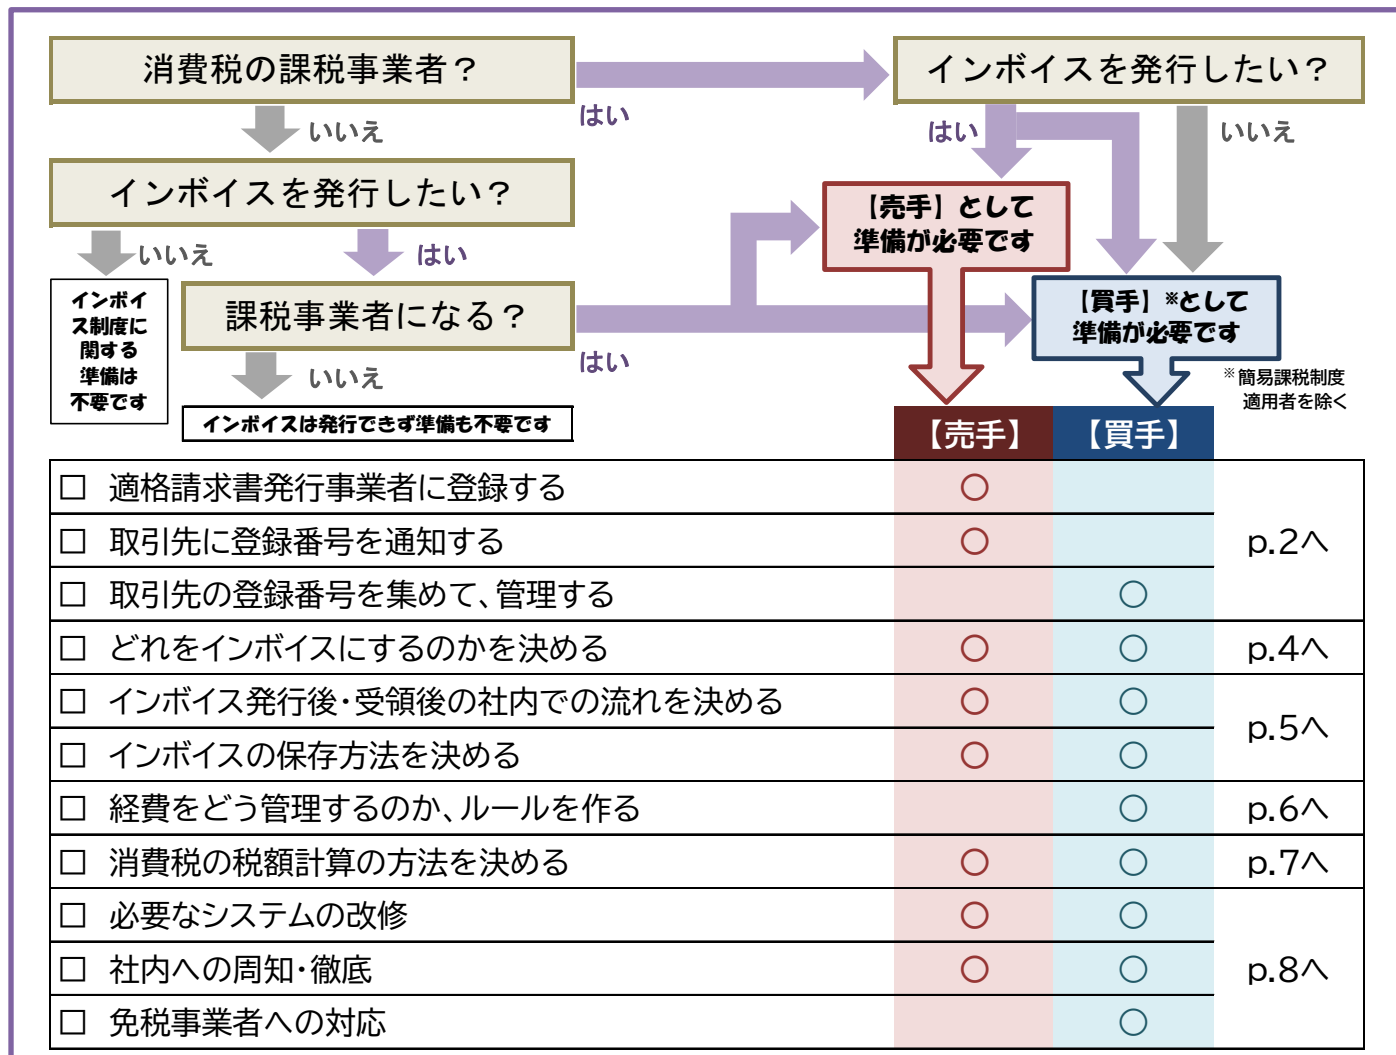 消費税の課税事業者？
はい
インボイスを発行したい？
いいえ
はい
いいえ
インボイスを発行したい？
いいえ
はい
【売手】として
準備が必要です
インボイ
ス制度に
関する
準備は
不要です
課税事業者になる？
はい
いいえ
インボイスは発行できず準備も不要です
【買手】※として
準備が必要です
※簡易課税制度
適用者を除く
【売手】 【買手】
□ 適格請求書発行事業者に登録する ○
□ 取引先に登録番号を通知する ○ p.2へ
□ 取引先の登録番号を集めて、管理する ○
□ どれをインボイスにするのかを決める ○ ○ p.4へ
□ インボイス発行後・受領後の社内での流れを決める ○ ○ p.5へ
□ インボイスの保存方法を決める ○ ○
□ 経費をどう管理するのか、ルールを作る ○ p.6へ
□ 消費税の税額計算の方法を決める ○ ○ p.7へ
□ 必要なシステムの改修 ○ ○
□ 社内への周知・徹底 ○ ○ p.8へ
□ 免税事業者への対応 ○